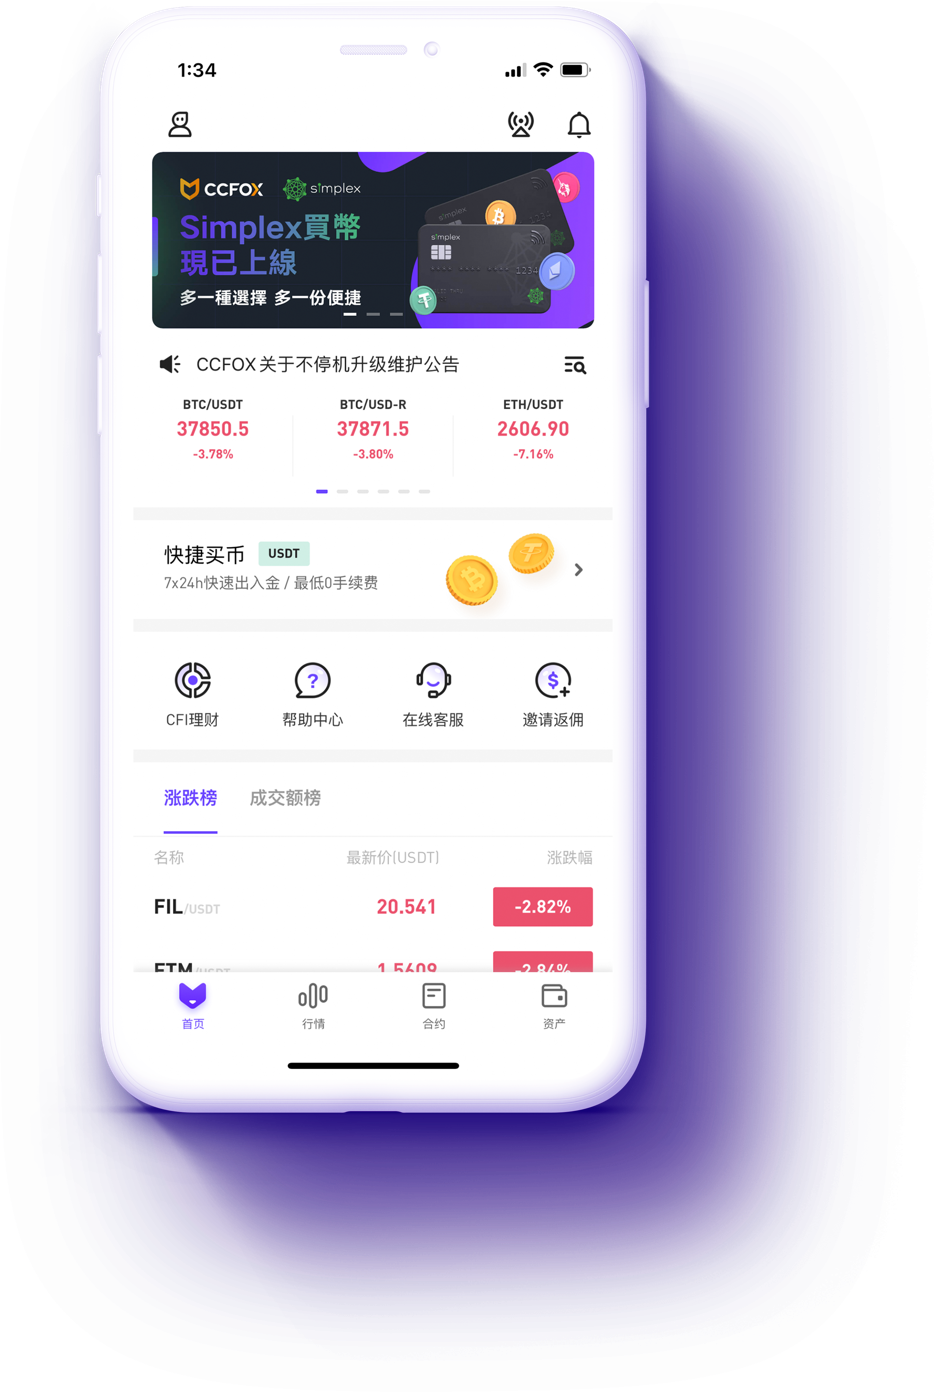 1:34
CCFOX simplex
Simplex買幣
現已上線
多一種選擇 多一份便捷
simplex
simplex
1234
1234
CCFOX关于不停机升级维护公告
BTC/USDT BTC/USD-R ETH/USDT
37850.5 37871.5 2606.90
-3.78% -3.80% -7.16%
快捷买币 USDT
7x24h快速出入金 / 最低0手续费
CFI理财 帮助中心 在线客服 邀请返佣
涨跌榜 成交额榜
名称 最新价(USDT) 涨跌幅
FIL/USDT 20.541 -2.82%
FTM/USDT 1.5609 -2.84%
首页 行情 合约 资产